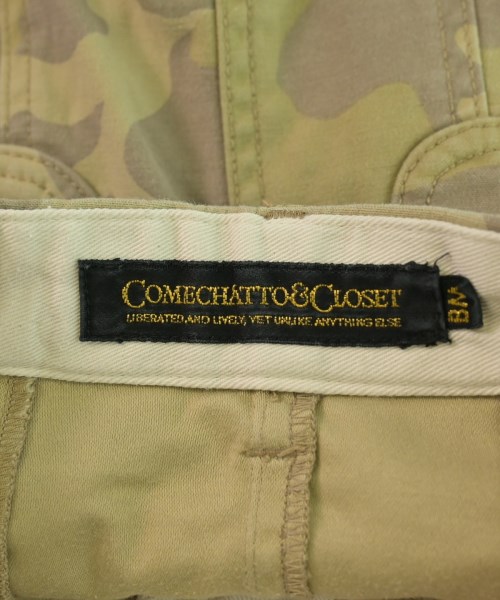 COMECHATTO&CLOSET
LIBERATED,AND LIVELY, YET UNLIKE ANYTHING ELSE
BM